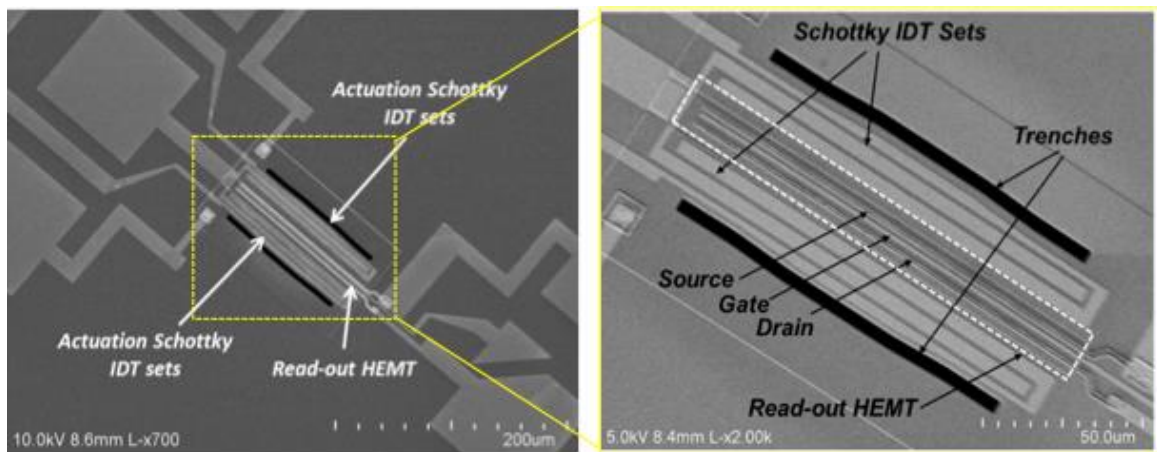 Actuation Schottky
IDT sets
Actuation Schottky
IDT sets
Read-out HEMT
10.0kV 8.6mm L-x700
200um
Schottky IDT Sets
Trenches
Source
Gate
Drain
Read-out HEMT
5.0kV 8.4mm L-x2.00k
50.0um